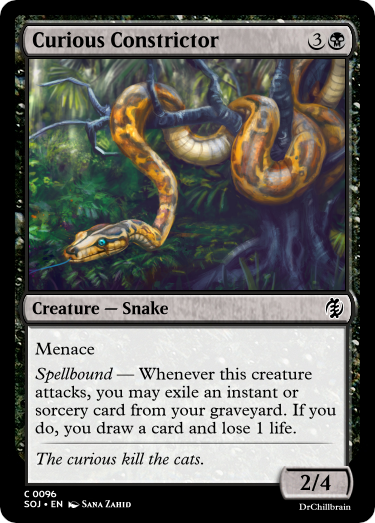 Curious Constrictor 3
Creature — Snake
Menace
Spellbound — Whenever this creature
attacks, you may exile an instant or
sorcery card from your graveyard. If you
do, you draw a card and lose 1 life.
The curious kill the cats.
2/4
C 0096
SOJ • EN Sana Zahid
DrChillbrain